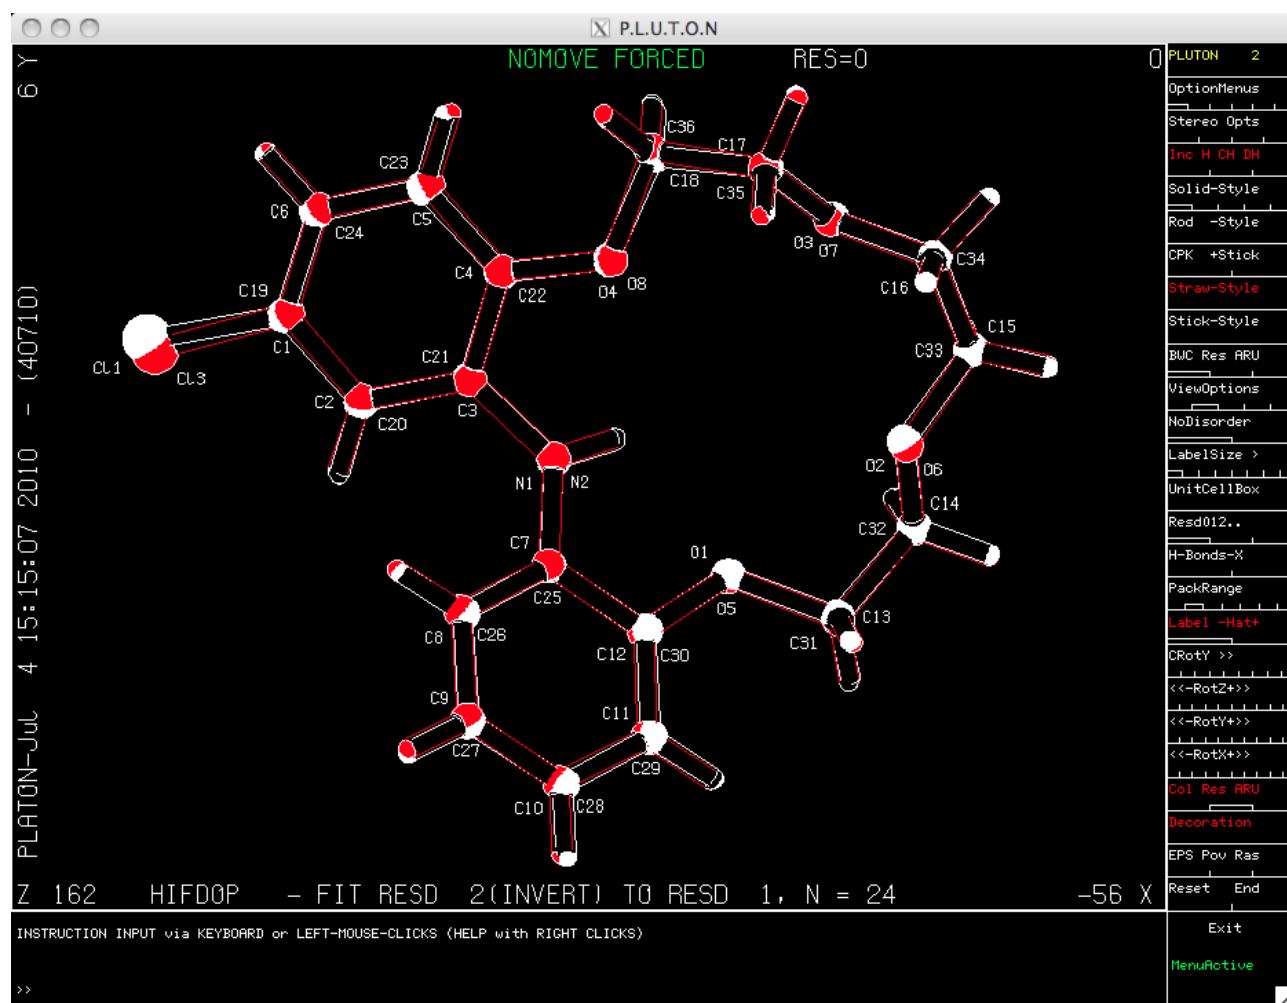 X P.L.U.T.O.N
NOMOVE FORCED RES=0 0
6 Y
PLATON-Jul 4 15:15:07 2010 - (40710)
C36
C17
C23
C18
C35
C6
C5
C24
O3
O7
C34
C4
O8
C16
C22
O4
C19
C15
C1
C33
C21
Cl1
Cl3
C3
C2
C20
O2
O6
N1
N2
C14
C32
C7
O1
C25
O5
C13
C8
C26
C31
C12
C30
C9
C11
C27
C29
C10
C28
Z 162 HIFDOP - FIT RESD 2(INVERT) TO RESD 1, N = 24 -56 X
PLUTON 2
OptionMenus
Stereo Opts
Inc H CH DH
Solid-Style
Rod -Style
CPK +Stick
Straw-Style
Stick-Style
BWC Res ARU
ViewOptions
NoDisorder
LabelSize >
UnitCellBox
Resd012..
H-Bonds-X
PackRange
Label -Hat+
CRotY >>
<<-RotZ+>>
<<-RotY+>>
<<-RotX+>>
Col Res ARU
Decoration
EPS Pov Ras
Reset End
Exit
MenuActive
INSTRUCTION INPUT via KEYBOARD or LEFT-MOUSE-CLICKS (HELP with RIGHT CLICKS)
>>